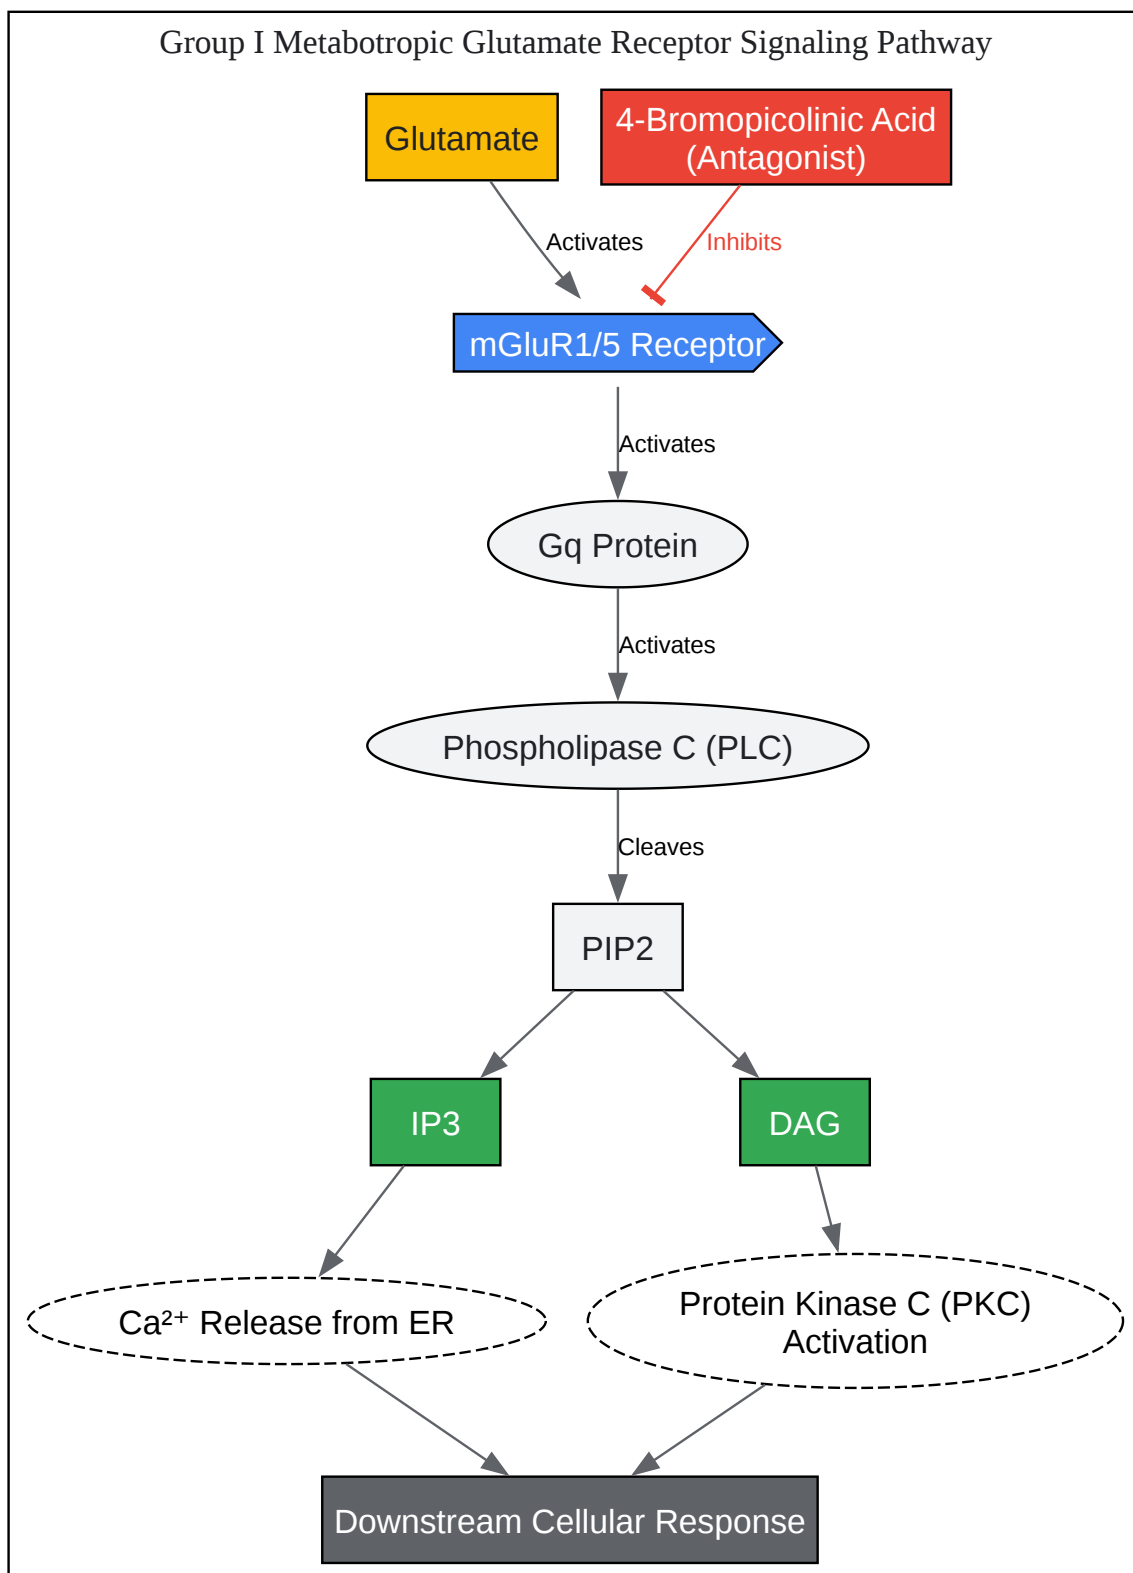 Group I Metabotropic Glutamate Receptor Signaling Pathway
Glutamate
4-Bromopicolinic Acid
(Antagonist)
Activates
Inhibits
mGluR1/5 Receptor
Activates
Gq Protein
Activates
Phospholipase C (PLC)
Cleaves
PIP2
IP3
DAG
Ca²⁺ Release from ER
Protein Kinase C (PKC)
Activation
Downstream Cellular Response